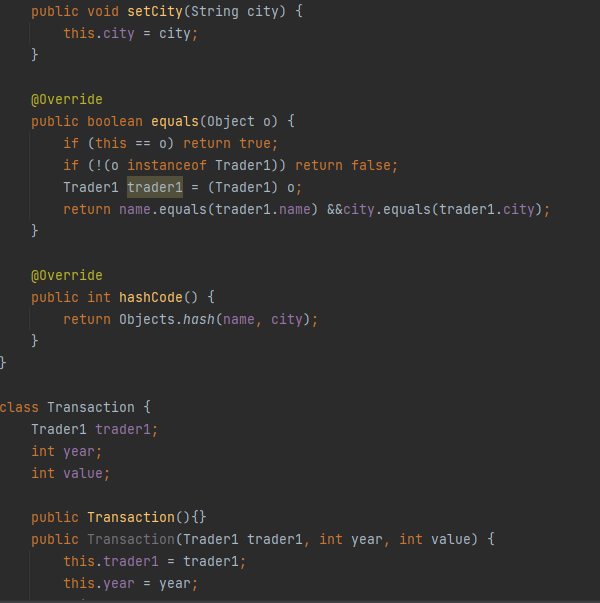 public void setCity(String city) {
this.city = city;
}
@Override
public boolean equals(Object o) {
if (this == o) return true;
if (!(o instanceof Trader1)) return false;
Trader1 trader1 = (Trader1) o;
return name.equals(trader1.name) &&city.equals(trader1.city);
}
@Override
public int hashCode() {
return Objects.hash(name, city);
}
}
class Transaction {
Trader1 trader1;
int year;
int value;
public Transaction(){}
public Transaction(Trader1 trader1, int year, int value) {
this.trader1 = trader1;
this.year = year;